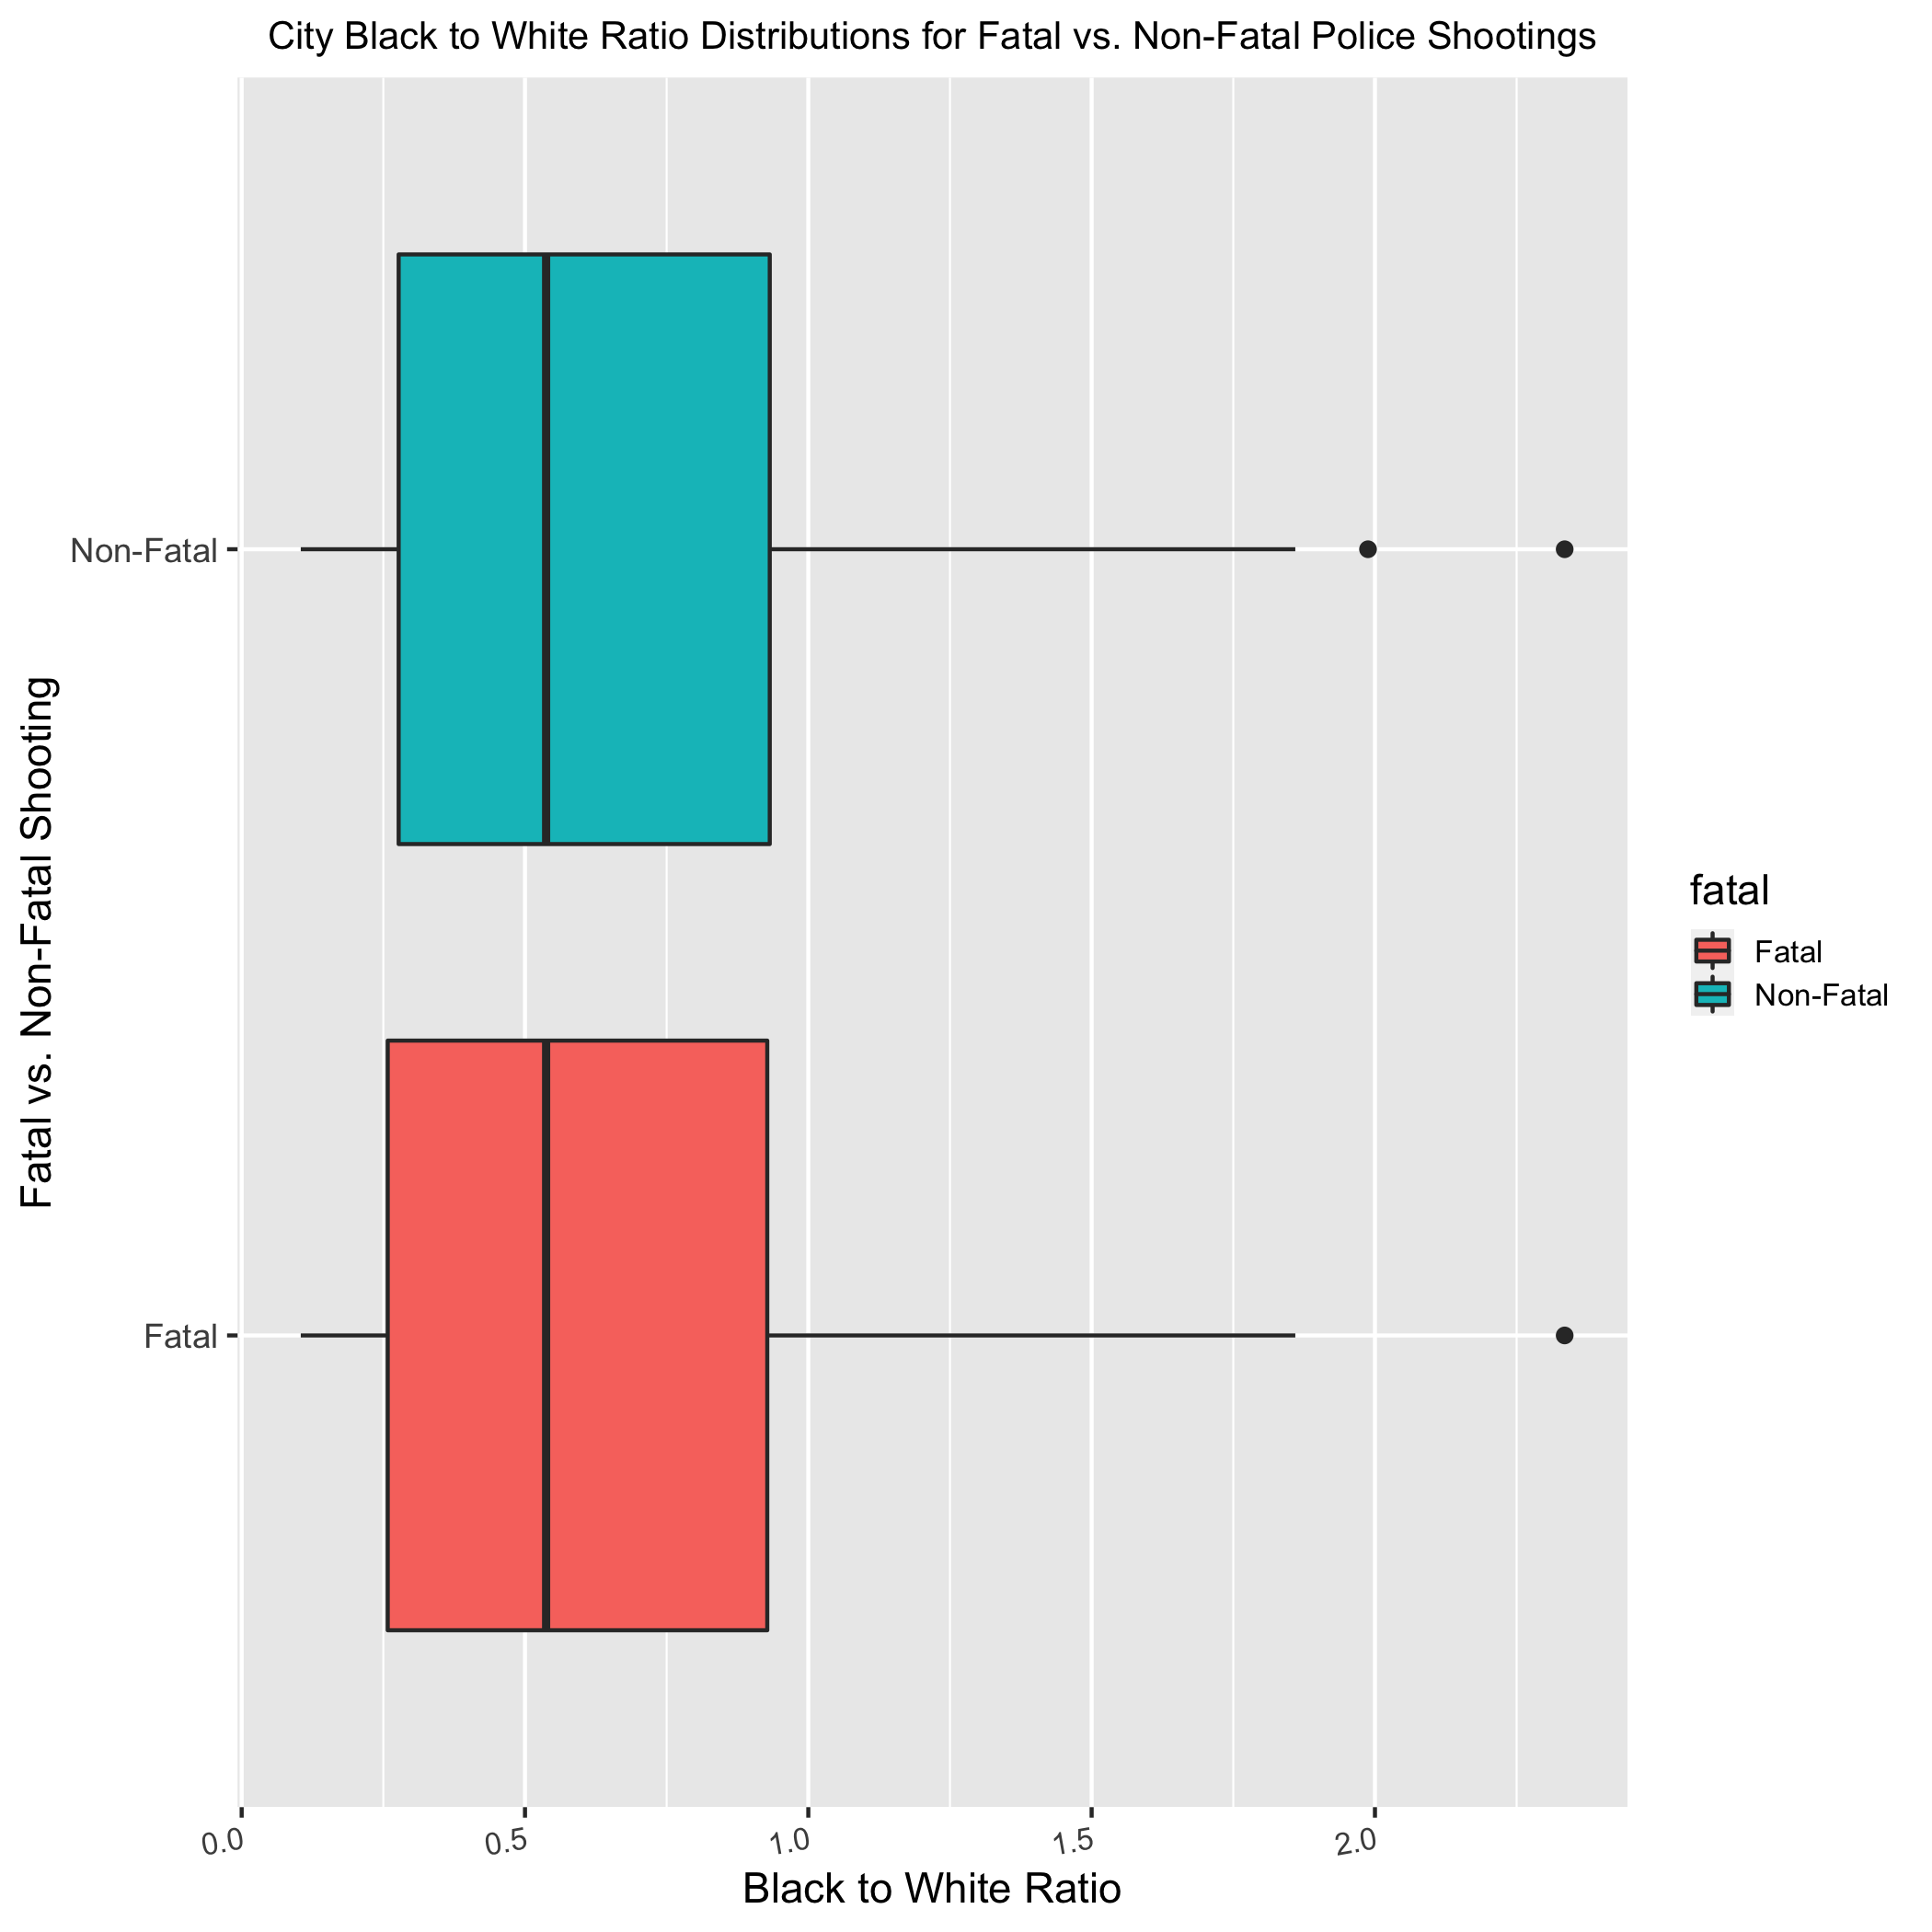 City Black to White Ratio Distributions for Fatal vs. Non-Fatal Police Shootings
Fatal vs. Non-Fatal Shooting
Non-Fatal
Fatal
0.0
0.5
1.0
1.5
2.0
Black to White Ratio
fatal
Fatal
Non-Fatal